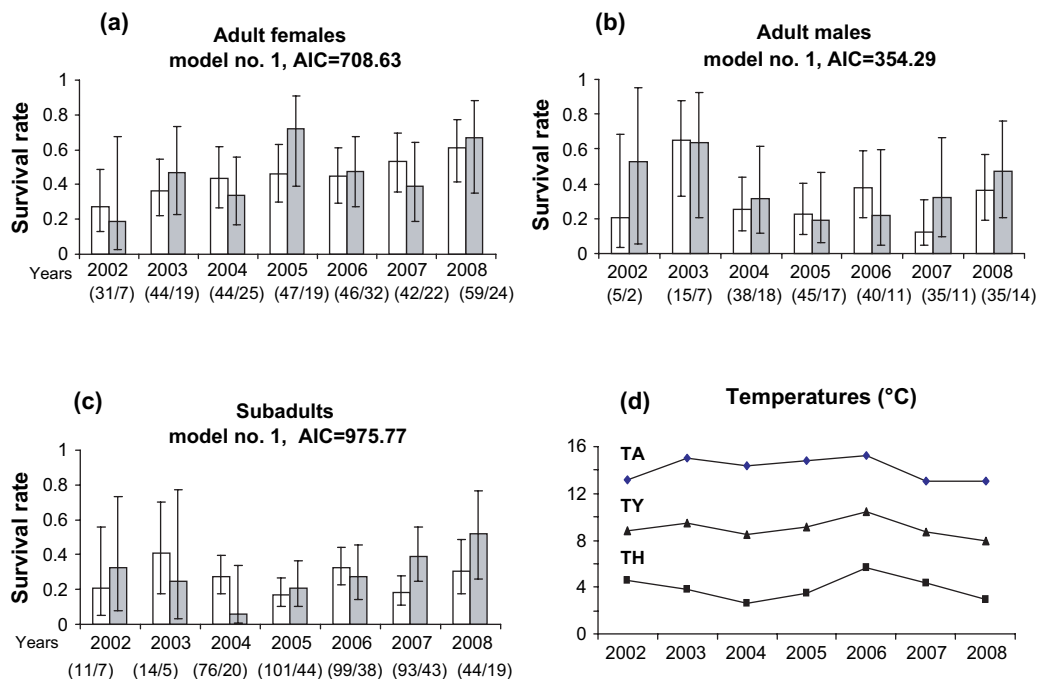 (a)
Adult females
model no. 1, AIC=708.63
Survival rate
1
0.8
0.6
0.4
0.2
0
Years
2002 2003 2004 2005 2006 2007 2008
(31/7) (44/19) (44/25) (47/19) (46/32) (42/22) (59/24)
(b)
Adult males
model no. 1, AIC=354.29
Survival rate
1
0.8
0.6
0.4
0.2
0
2002 2003 2004 2005 2006 2007 2008
(5/2) (15/7) (38/18) (45/17) (40/11) (35/11) (35/14)
(c)
Subadults
model no. 1, AIC=975.77
Survival rate
1
0.8
0.6
0.4
0.2
0
Years
2002 2003 2004 2005 2006 2007 2008
(11/7) (14/5) (76/20) (101/44) (99/38) (93/43) (44/19)
(d)
Temperatures (°C)
16
12
8
4
0
TA
TY
TH
2002 2003 2004 2005 2006 2007 2008